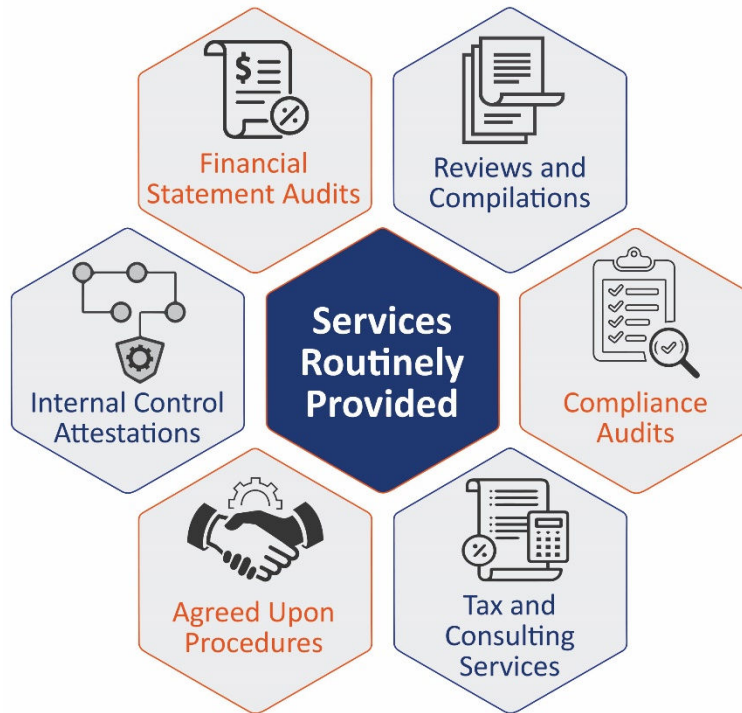 $
%
Financial
Statement Audits
Reviews and
Compilations
Internal Control
Attestations
Services
Routinely
Provided
Compliance
Audits
Agreed Upon
Procedures
%
Tax and
Consulting
Services